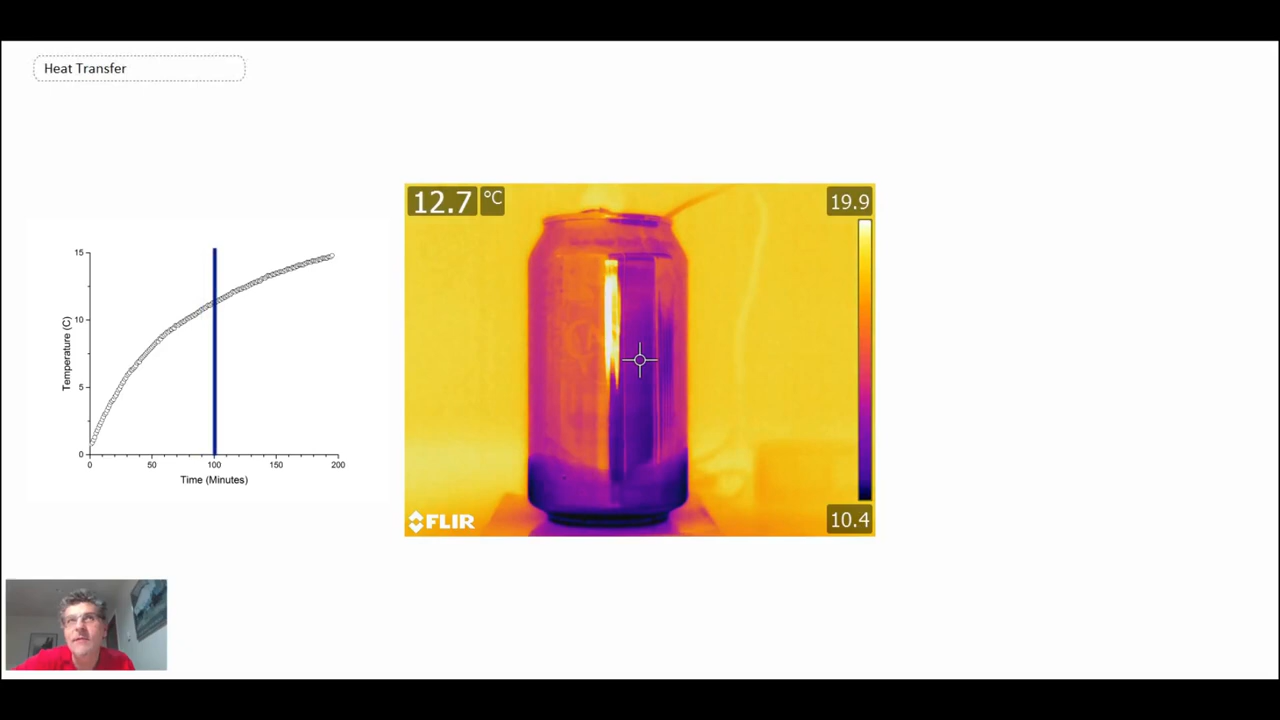 Heat Transfer
12.7 °C
19.9
15
10
5
0
Temperature (C)
0 50 100 150 200
Time (Minutes)
10.4
FLIR